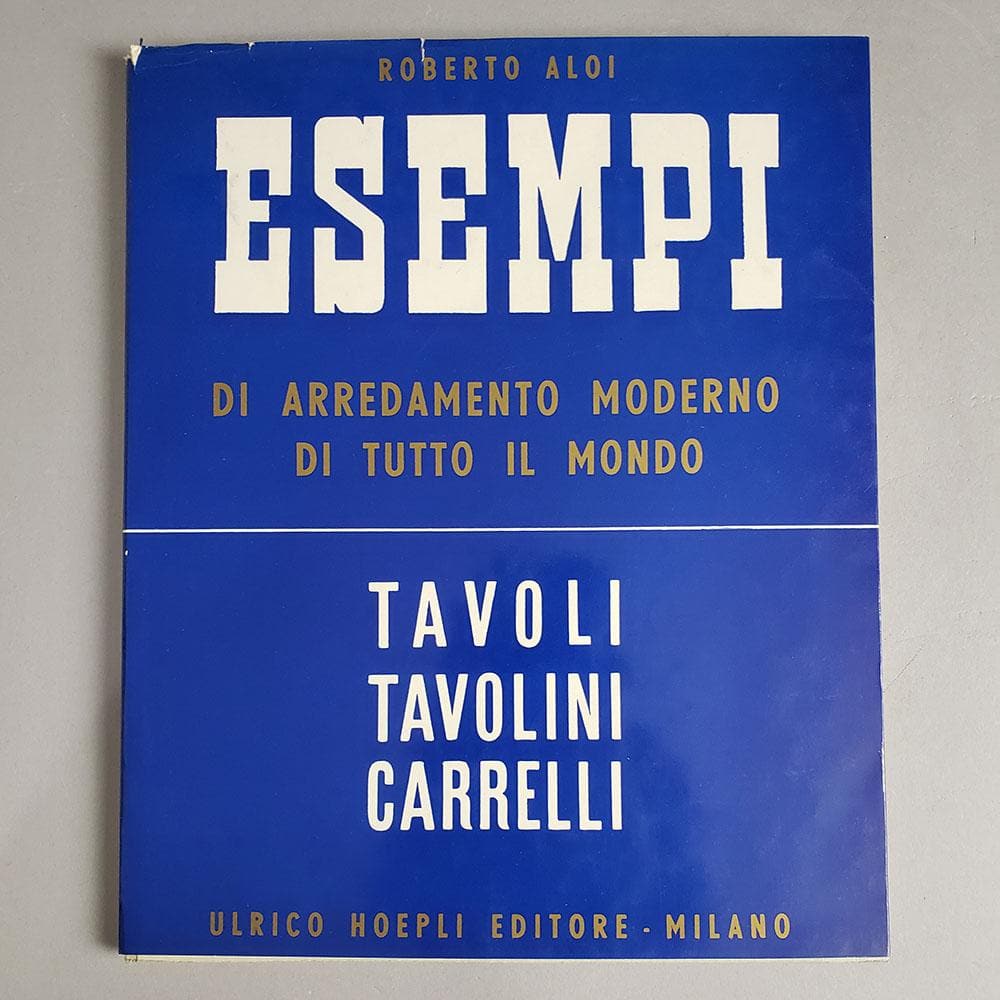 ROBERTO ALOI
ESEMPI
DI ARREDAMENTO MODERNO
DI TUTTO IL MONDO
TAVOLI
TAVOLINI
CARRELLI
ULRICO HOEPLI EDITORE - MILANO